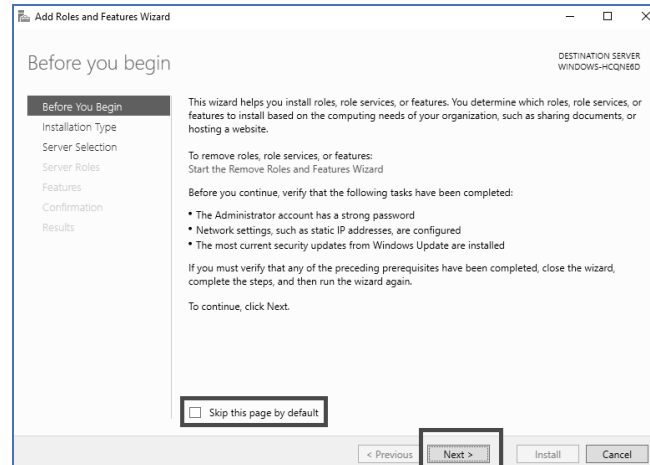 Add Roles and Features Wizard
Before you begin
DESTINATION SERVER
WINDOWS-HCQNE6D
Before You Begin
Installation Type
Server Selection
Server Roles
Features
Confirmation
Results
This wizard helps you install roles, role services, or features. You determine which roles, role services, or
features to install based on the computing needs of your organization, such as sharing documents, or
hosting a website.
To remove roles, role services, or features:
Start the Remove Roles and Features Wizard
Before you continue, verify that the following tasks have been completed:
• The Administrator account has a strong password
• Network settings, such as static IP addresses, are configured
• The most current security updates from Windows Update are installed
If you must verify that any of the preceding prerequisites have been completed, close the wizard,
complete the steps, and then run the wizard again.
To continue, click Next.
Skip this page by default
< Previous
Next >
Install
Cancel